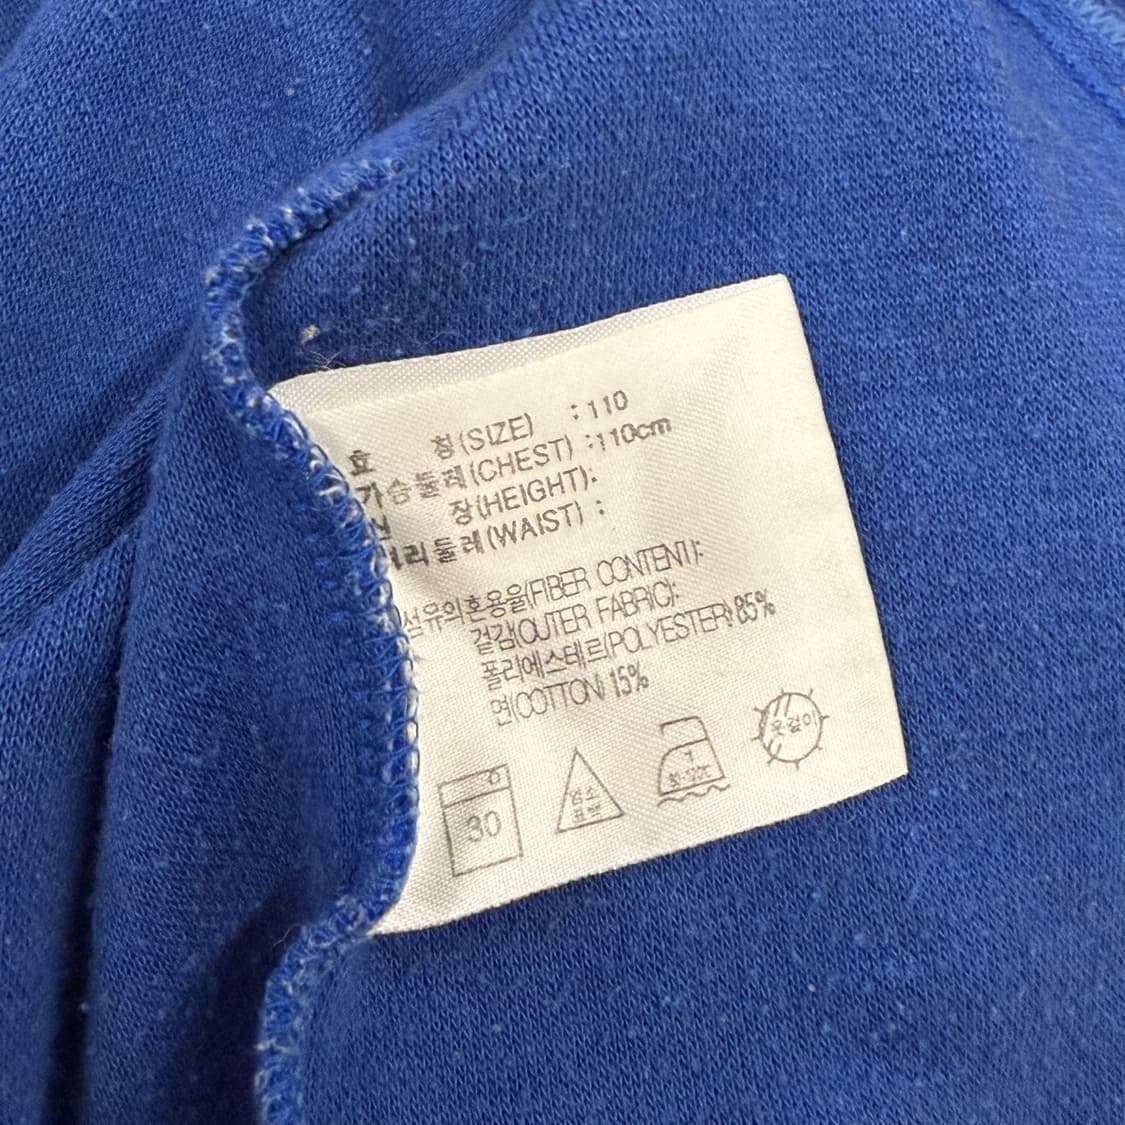 호 칭(SIZE) : 110
가슴둘레(CHEST) : 110cm
신 장(HEIGHT):
허리둘레(WAIST) :
섬유의혼용율(FIBER CONTENT):
겉감(OUTER FABRIC):
폴리에스테르(POLYESTER) 85%
면(COTTON) 15%
30
염소
표백
옷걸이